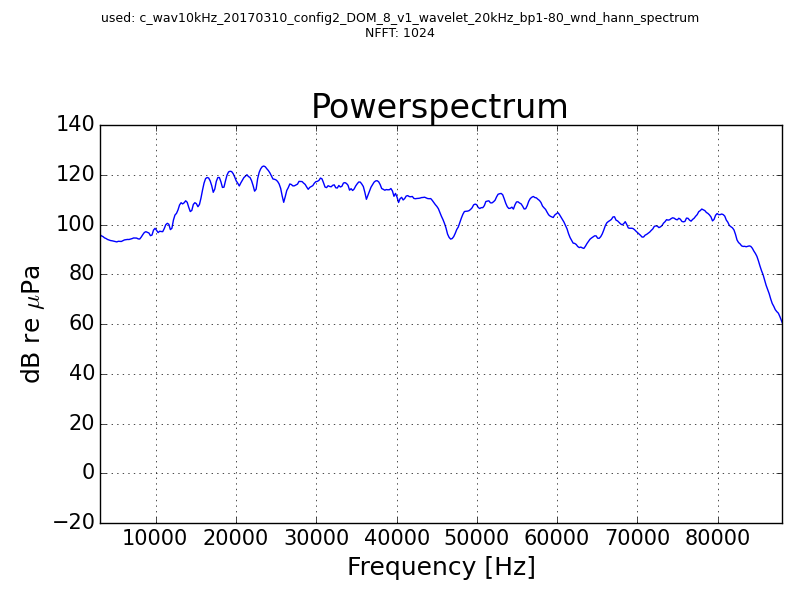 used: c_wav10kHz_20170310_config2_DOM_8_v1_wavelet_20kHz_bp1-80_wnd_hann_spectrum
NFFT: 1024
Powerspectrum
140
120
100
80
60
40
20
0
−20
dB re μPa
10000 20000 30000 40000 50000 60000 70000 80000
Frequency [Hz]